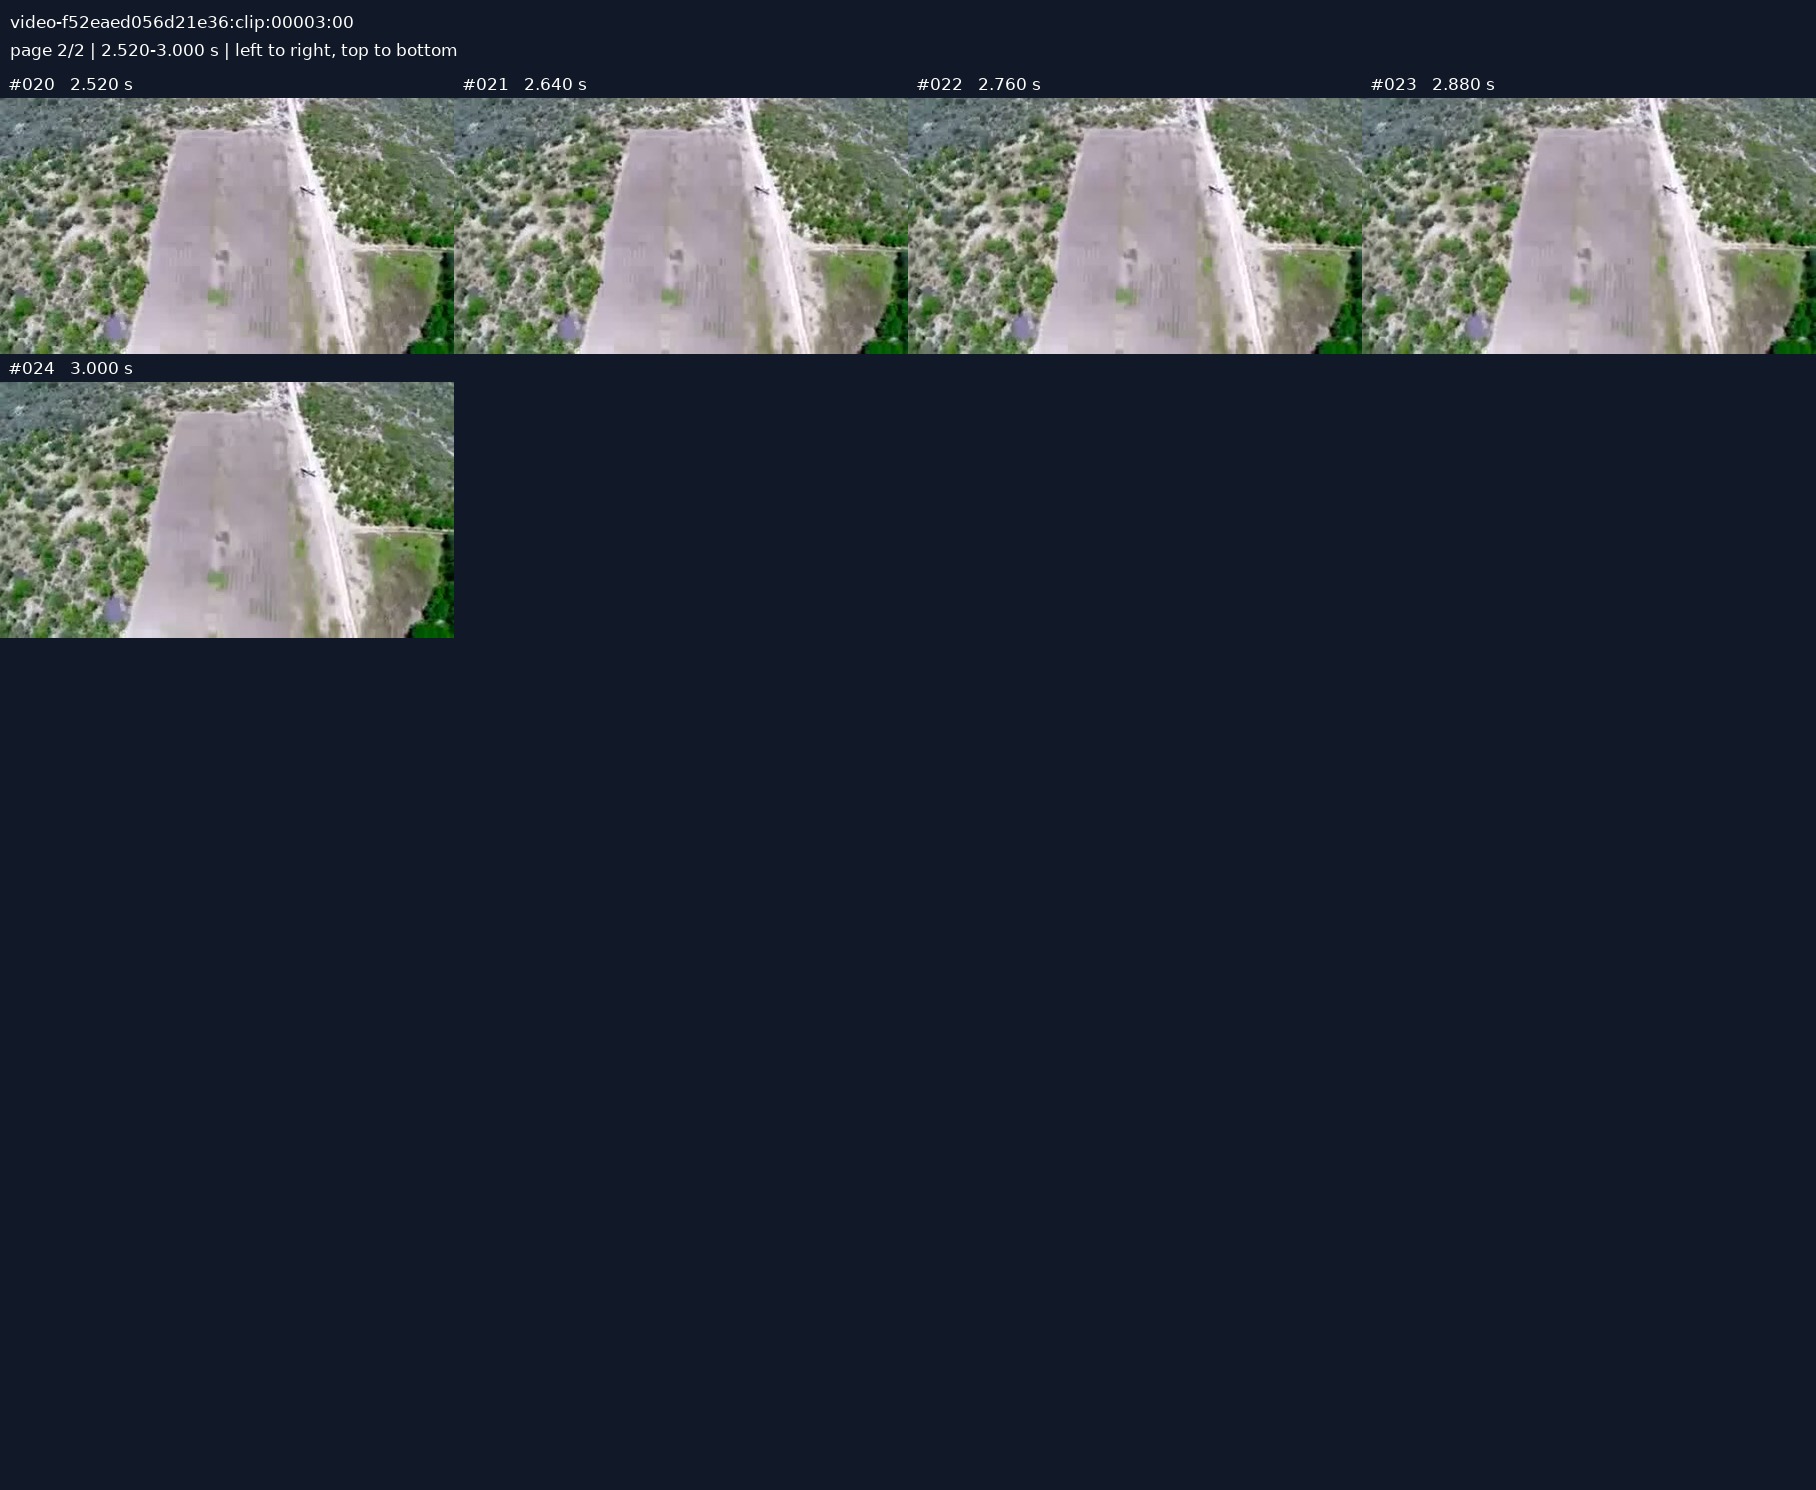 video-f52eaed056d21e36:clip:00003:00
page 2/2 | 2.520-3.000 s | left to right, top to bottom
#020 2.520 s
#021 2.640 s
#022 2.760 s
#023 2.880 s
#024 3.000 s